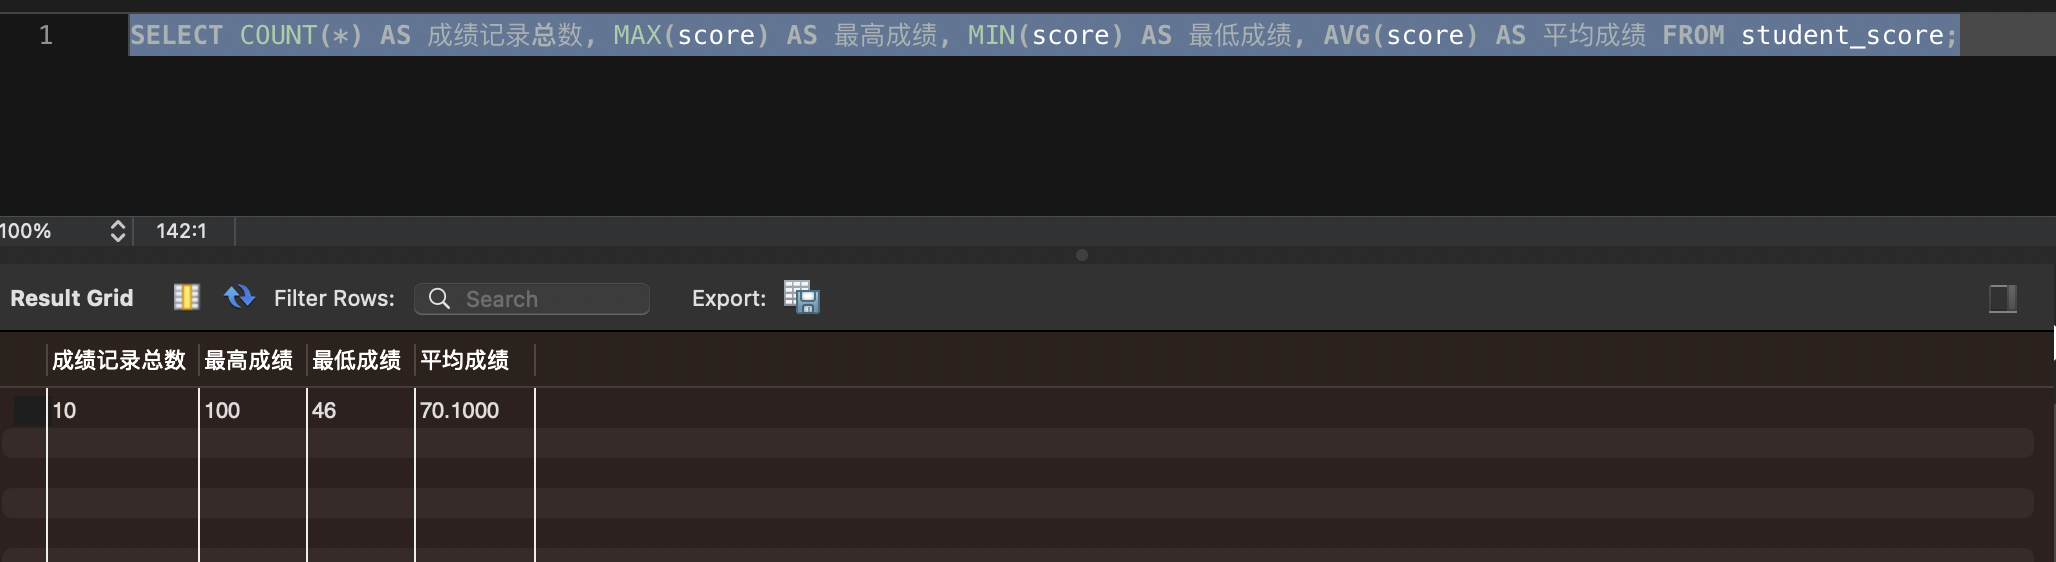 1 SELECT COUNT(*) AS 成绩记录总数, MAX(score) AS 最高成绩, MIN(score) AS 最低成绩, AVG(score) AS 平均成绩 FROM student_score;
100% 142:1
Result Grid Filter Rows: Search Export:
成绩记录总数 最高成绩 最低成绩 平均成绩
10 100 46 70.1000